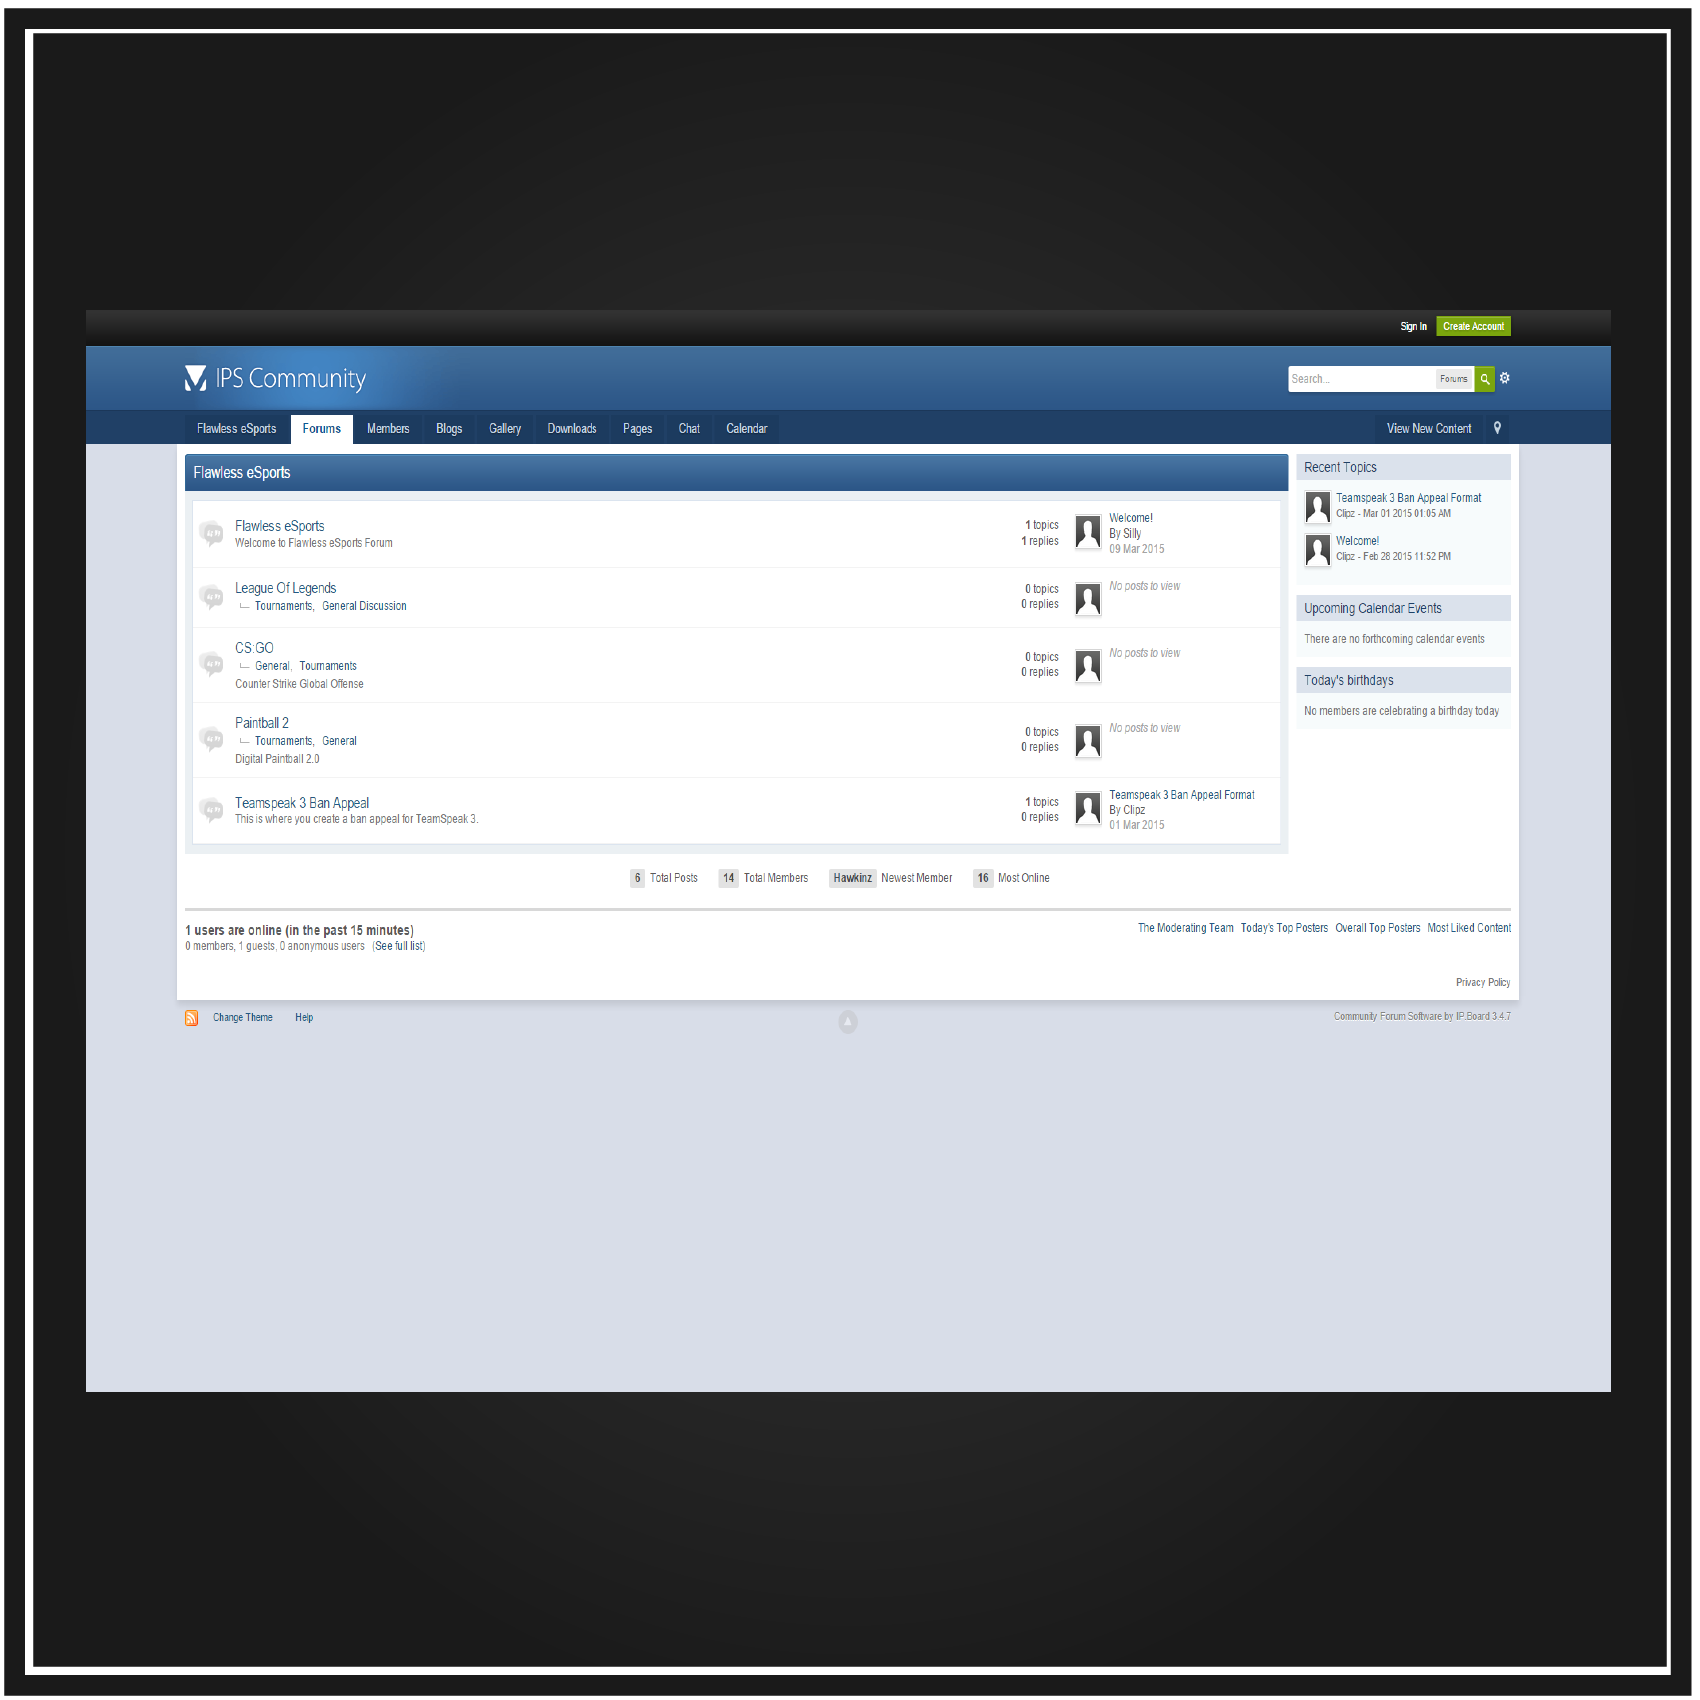 Sign In Create Account
IPS Community
Search... Forums
Flawless eSports Forums Members Blogs Gallery Downloads Pages Chat Calendar View New Content
Flawless eSports
Flawless eSports
Welcome to Flawless eSports Forum
1 topics
1 replies
Welcome!
By Silly
09 Mar 2015
League Of Legends
Tournaments, General Discussion
0 topics
0 replies
No posts to view
CS:GO
General, Tournaments
Counter Strike Global Offense
0 topics
0 replies
No posts to view
Paintball 2
Tournaments, General
Digital Paintball 2.0
0 topics
0 replies
No posts to view
Teamspeak 3 Ban Appeal
This is where you create a ban appeal for TeamSpeak 3.
1 topics
0 replies
Teamspeak 3 Ban Appeal Format
By Clipz
01 Mar 2015
Recent Topics
Teamspeak 3 Ban Appeal Format
Clipz - Mar 01 2015 01:05 AM
Welcome!
Clipz - Feb 28 2015 11:52 PM
Upcoming Calendar Events
There are no forthcoming calendar events
Today's birthdays
No members are celebrating a birthday today
6 Total Posts 14 Total Members Hawkinz Newest Member 16 Most Online
1 users are online (in the past 15 minutes)
0 members, 1 guests, 0 anonymous users (See full list)
The Moderating Team Today's Top Posters Overall Top Posters Most Liked Content
Privacy Policy
Change Theme Help
Community Forum Software by IP.Board 3.4.7